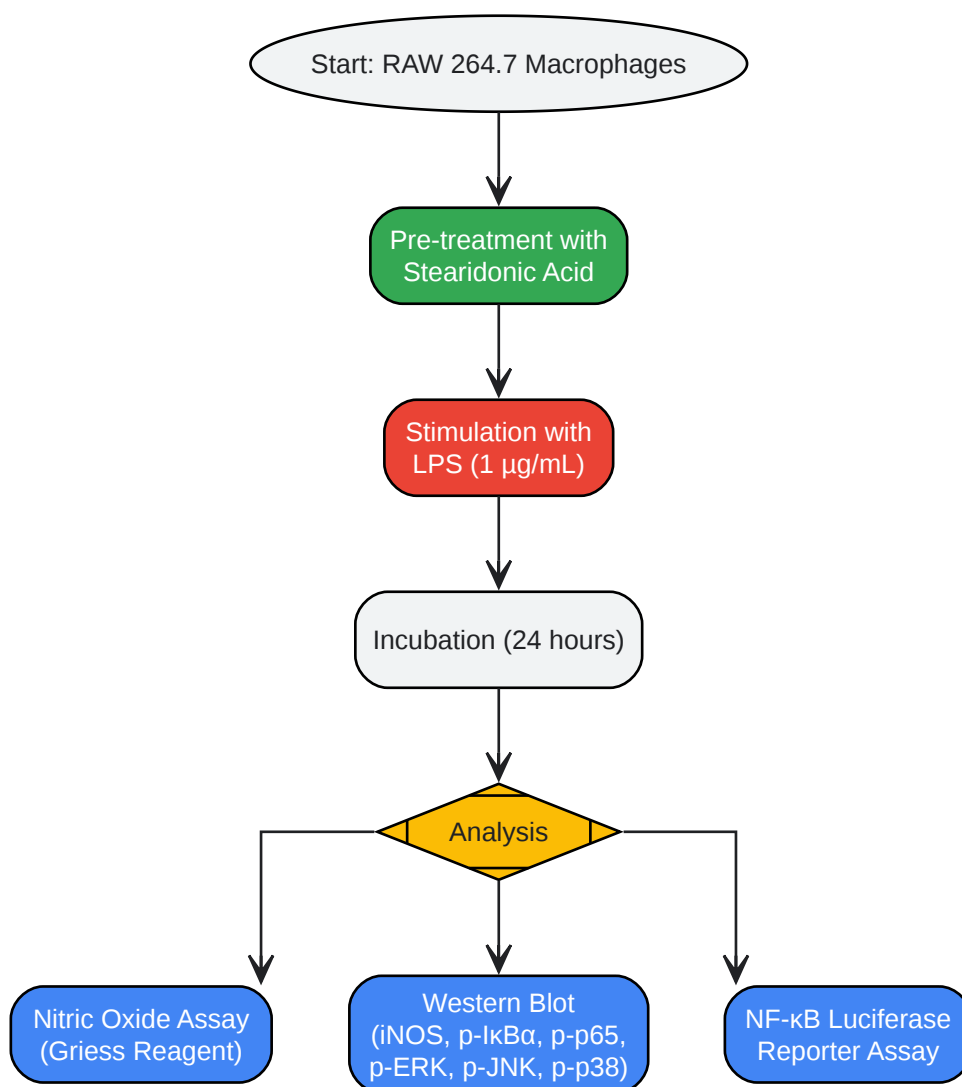 Start: RAW 264.7 Macrophages
Pre-treatment with
Stearidonic Acid
Stimulation with
LPS (1 µg/mL)
Incubation (24 hours)
Analysis
Nitric Oxide Assay
(Griess Reagent)
Western Blot
(iNOS, p-IκBα, p-p65,
p-ERK, p-JNK, p-p38)
NF-κB Luciferase
Reporter Assay